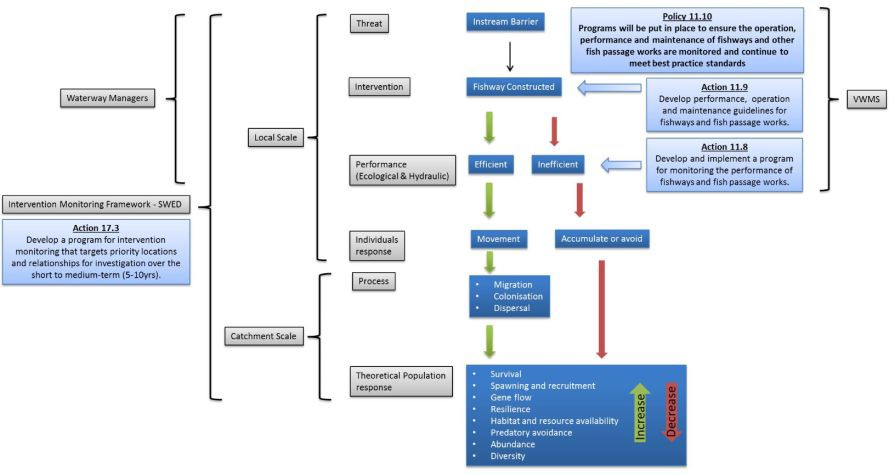 Threat
Instream Barrier
Policy 11.10
Programs will be put in place to ensure the operation,
performance and maintenance of fishways and other
fish passage works are monitored and continue to
meet best practice standards
Waterway Managers
Intervention
Fishway Constructed
Action 11.9
Develop performance, operation
and maintenance guidelines for
fishways and fish passage works.
VWMS
Local Scale
Performance
(Ecological & Hydraulic)
Efficient
Inefficient
Action 11.8
Develop and implement a program
for monitoring the performance of
fishways and fish passage works.
Intervention Monitoring Framework - SWED
Action 17.3
Develop a program for intervention
monitoring that targets priority locations
and relationships for investigation over the
short to medium-term (5-10yrs).
Individuals
response
Movement
Accumulate or avoid
Process
• Migration
• Colonisation
• Dispersal
Catchment Scale
Theoretical Population
response
• Survival
• Spawning and recruitment
• Gene flow
• Resilience
• Habitat and resource availability
• Predatory avoidance
• Abundance
• Diversity
Increase
Decrease